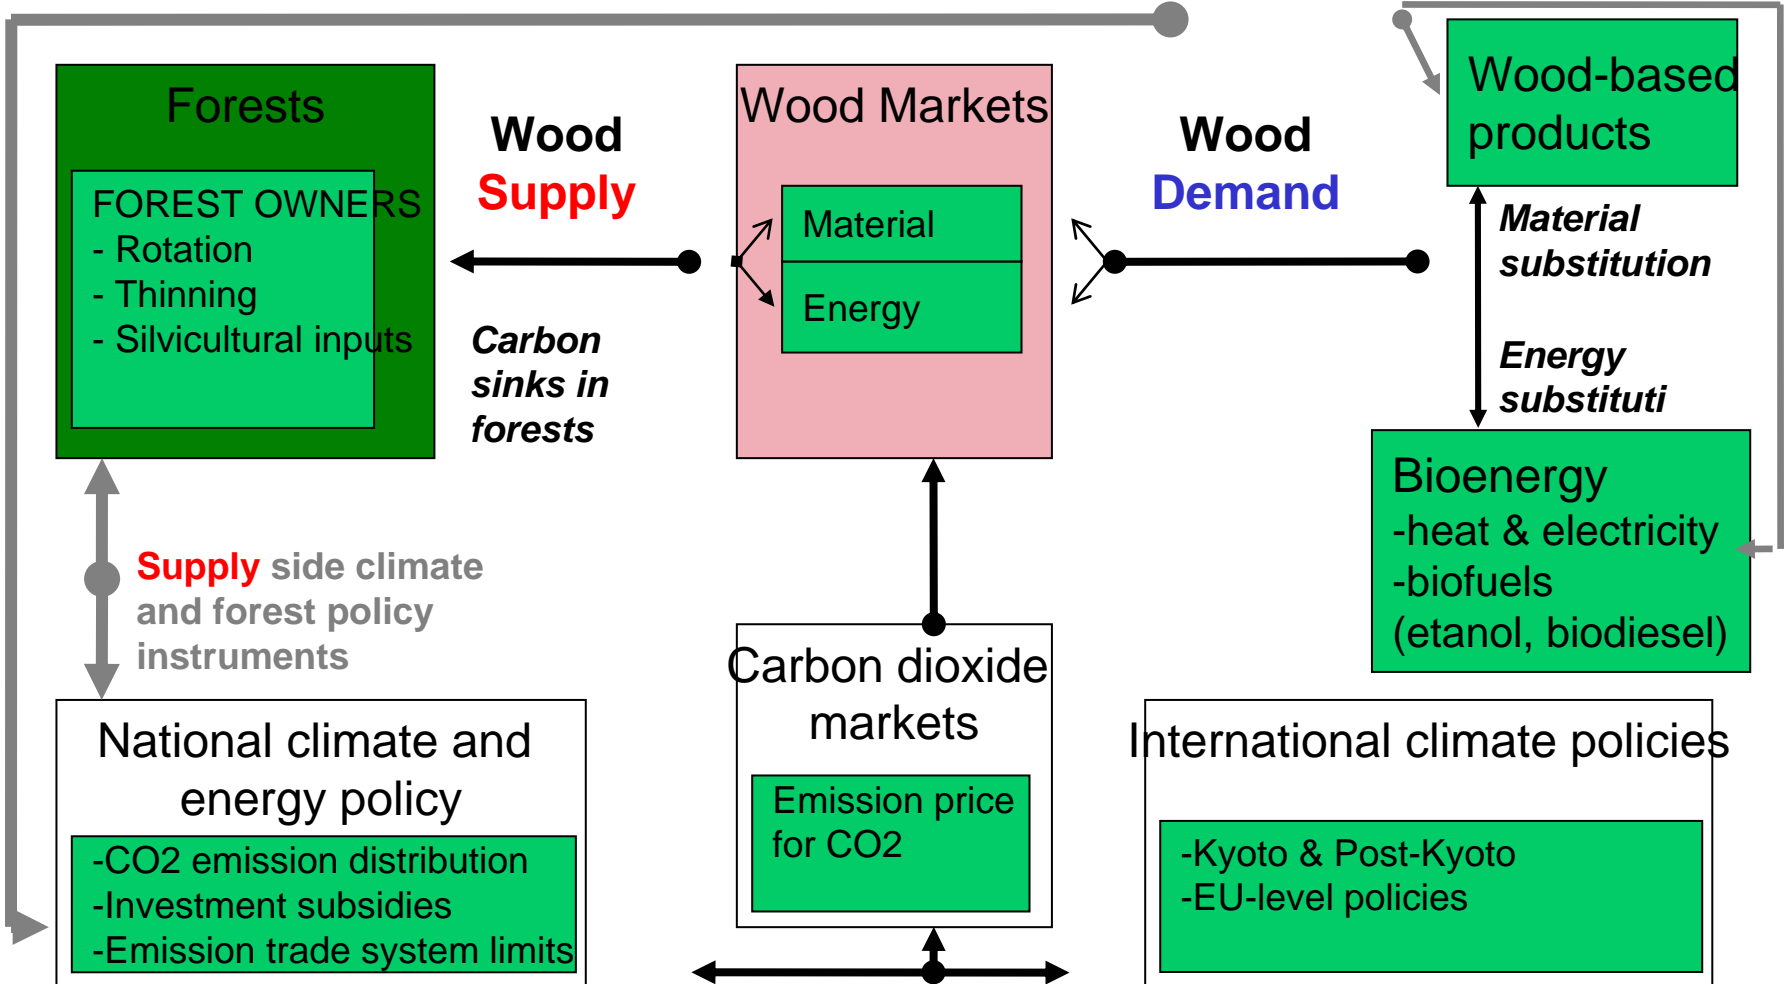 Forests
FOREST OWNERS
- Rotation
- Thinning
- Silvicultural inputs
Wood
Supply
Carbon
sinks in
forests
Wood Markets
Material
Energy
Wood
Demand
Wood-based
products
Material
substitution
Energy
substituti
Bioenergy
-heat & electricity
-biofuels
(etanol, biodiesel)
Supply side climate
and forest policy
instruments
National climate and
energy policy
-CO2 emission distribution
-Investment subsidies
-Emission trade system limits
Carbon dioxide
markets
Emission price
for CO2
International climate policies
-Kyoto & Post-Kyoto
-EU-level policies